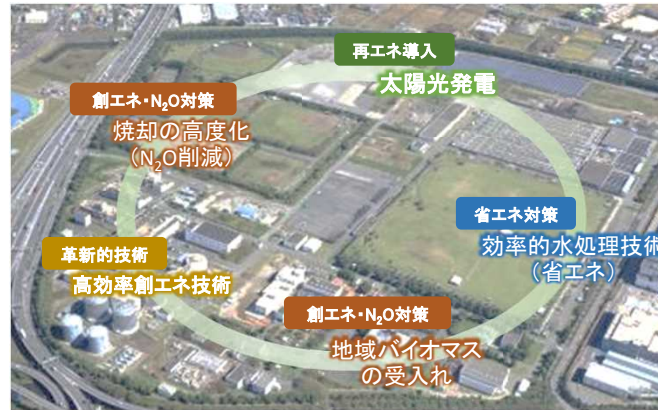 再エネ導入
太陽光発電
創エネ・N₂O対策
焼却の高度化
（N₂O削減）
省エネ対策
効率的水処理技術
（省エネ）
革新的技術
高効率創エネ技術
創エネ・N₂O対策
地域バイオマス
の受入れ